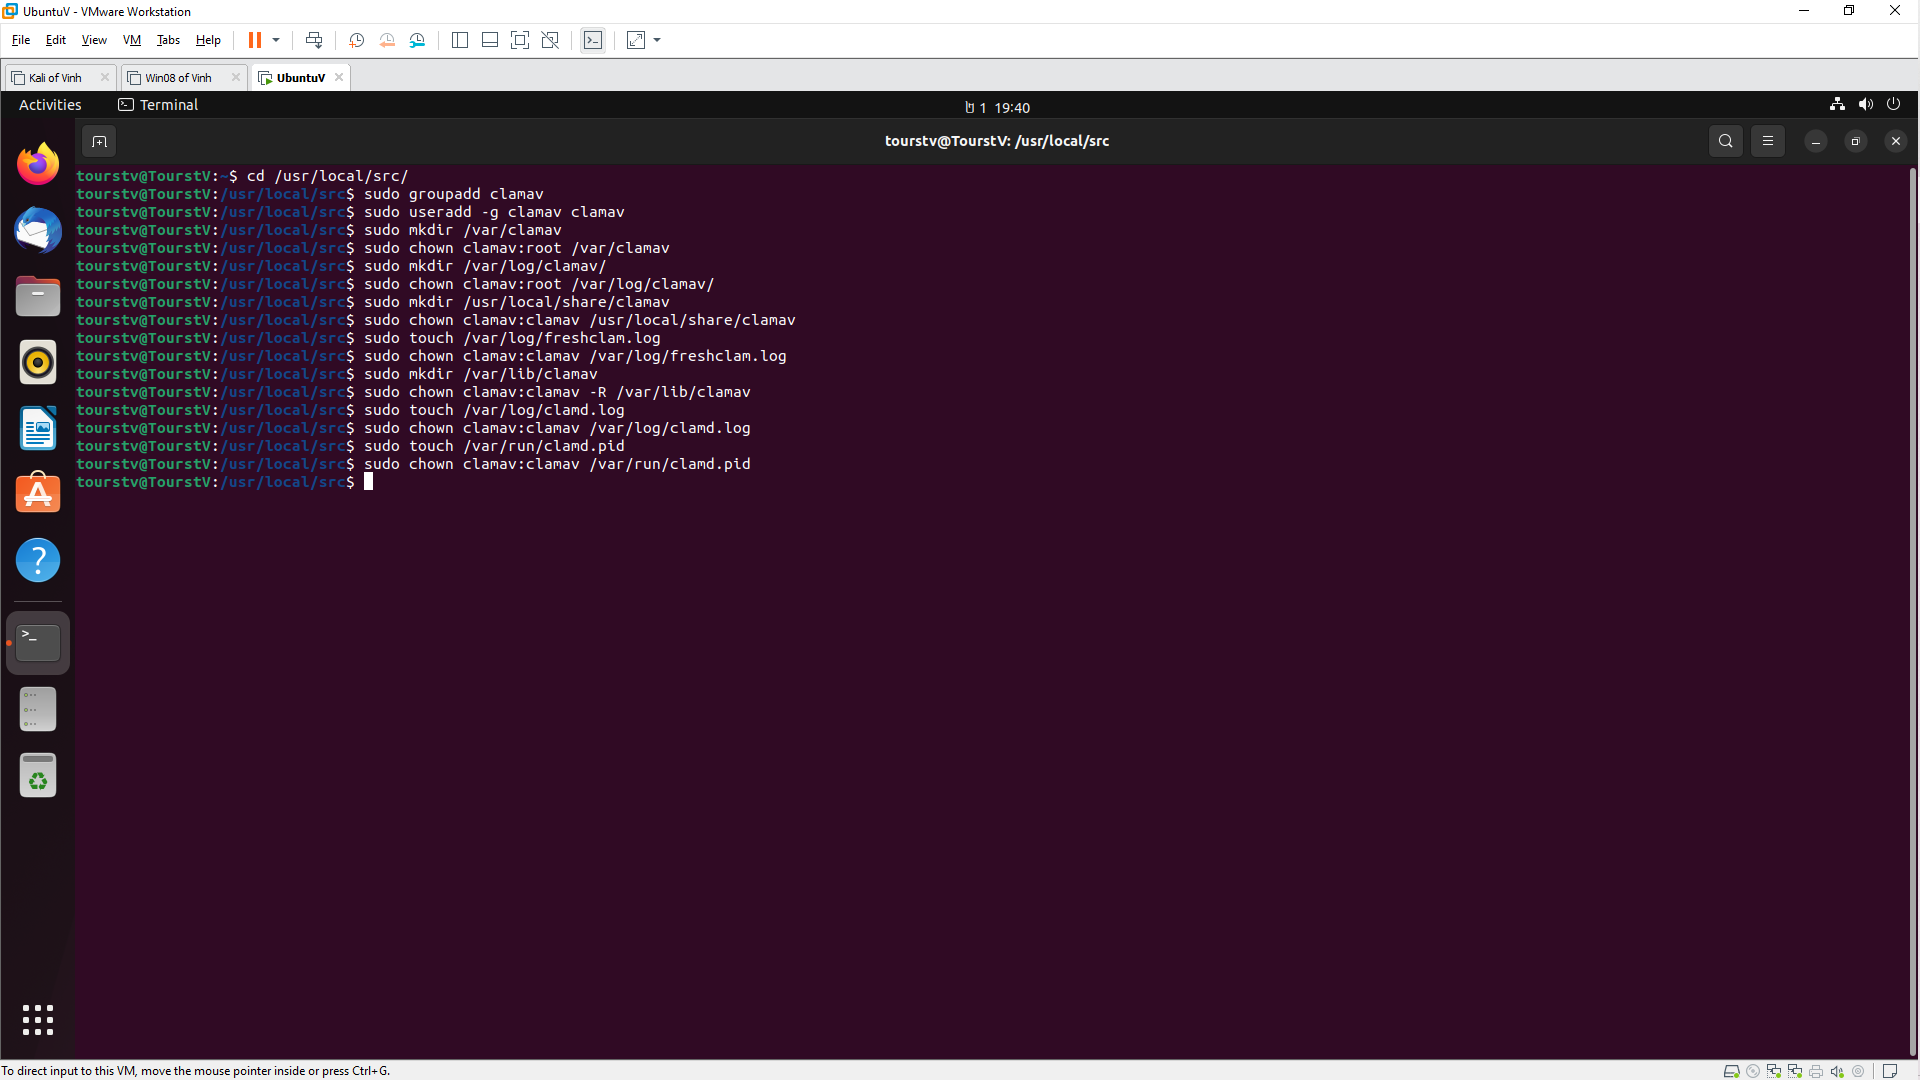 UbuntuV - VMware Workstation
File Edit View VM Tabs Help
Kali of Vinh
Win08 of Vinh
UbuntuV
Activities
Terminal
1 19:40
tourstv@TourstV: /usr/local/src
tourstv@TourstV:~$ cd /usr/local/src/
tourstv@TourstV:/usr/local/src$ sudo groupadd clamav
tourstv@TourstV:/usr/local/src$ sudo useradd -g clamav clamav
tourstv@TourstV:/usr/local/src$ sudo mkdir /var/clamav
tourstv@TourstV:/usr/local/src$ sudo chown clamav:root /var/clamav
tourstv@TourstV:/usr/local/src$ sudo mkdir /var/log/clamav/
tourstv@TourstV:/usr/local/src$ sudo chown clamav:root /var/log/clamav/
tourstv@TourstV:/usr/local/src$ sudo mkdir /usr/local/share/clamav
tourstv@TourstV:/usr/local/src$ sudo chown clamav:clamav /usr/local/share/clamav
tourstv@TourstV:/usr/local/src$ sudo touch /var/log/freshclam.log
tourstv@TourstV:/usr/local/src$ sudo chown clamav:clamav /var/log/freshclam.log
tourstv@TourstV:/usr/local/src$ sudo mkdir /var/lib/clamav
tourstv@TourstV:/usr/local/src$ sudo chown clamav:clamav -R /var/lib/clamav
tourstv@TourstV:/usr/local/src$ sudo touch /var/log/clamd.log
tourstv@TourstV:/usr/local/src$ sudo chown clamav:clamav /var/log/clamd.log
tourstv@TourstV:/usr/local/src$ sudo touch /var/run/clamd.pid
tourstv@TourstV:/usr/local/src$ sudo chown clamav:clamav /var/run/clamd.pid
tourstv@TourstV:/usr/local/src$
To direct input to this VM, move the mouse pointer inside or press Ctrl+G.